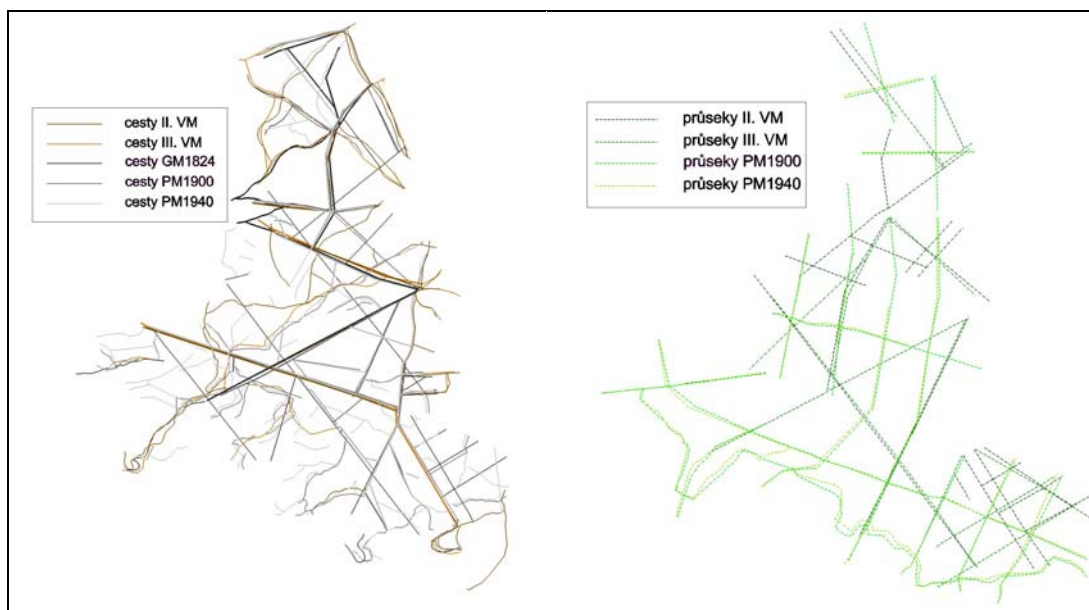 cesty II. VM
cesty III. VM
cesty GM1824
cesty PM1900
cesty PM1940
průseky II. VM
průseky III. VM
průseky PM1900
průseky PM1940